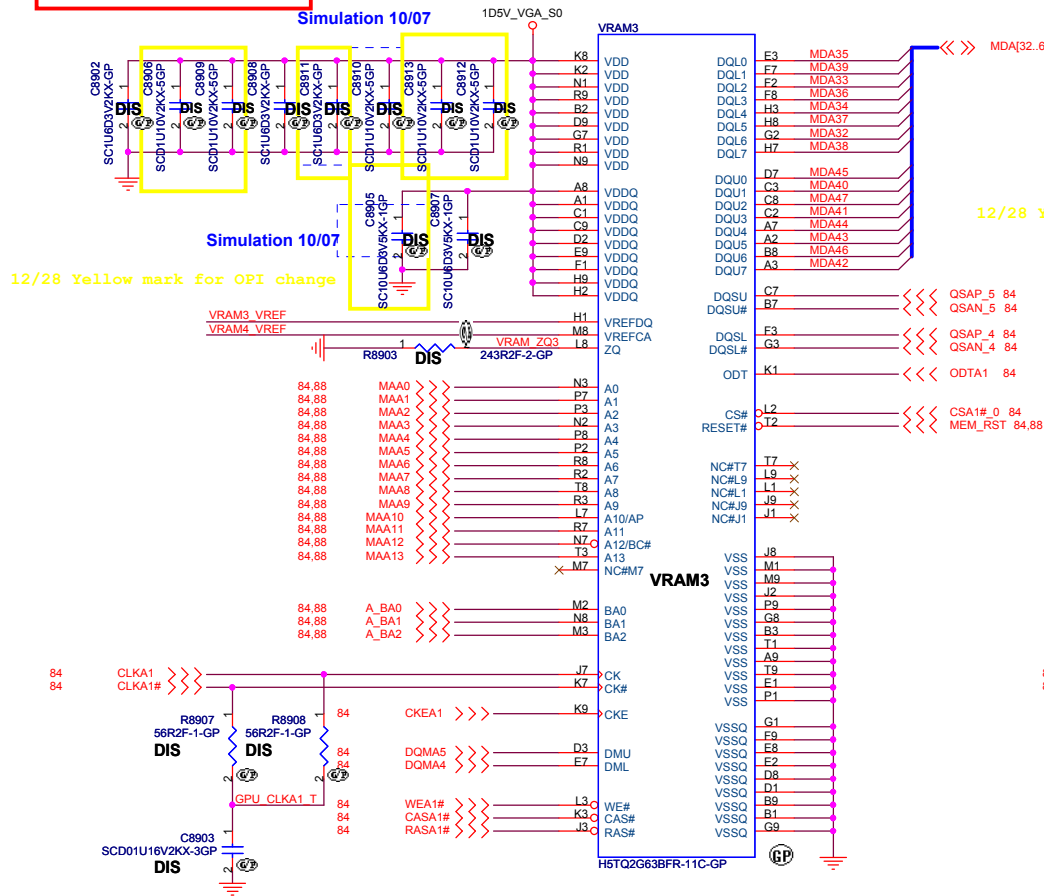 Simulation 10/07
1D5V_VGA_S0
C8902
SC1U6D3V2KX-GP
C8906
SCD1U10V2KX-5GP
C8909
SCD1U10V2KX-5GP
C8908
SC1U6D3V2KX-GP
C8911
SC1U6D3V2KX-GP
C8910
SCD1U10V2KX-5GP
C8913
SCD1U10V2KX-5GP
C8912
SCD1U10V2KX-5GP
1 2 DIS
C8905
SC10U6D3V5KX-1GP
C8907
SC10U6D3V5KX-1GP
1 2 DIS
Simulation 10/07
12/28 Yellow mark for OPI change
VRAM3
K8 VDD
K2 VDD
N1 VDD
R9 VDD
B2 VDD
D9 VDD
G7 VDD
R1 VDD
N9 VDD
A8 VDDQ
A1 VDDQ
C1 VDDQ
C9 VDDQ
D2 VDDQ
E9 VDDQ
F1 VDDQ
H9 VDDQ
H2 VDDQ
VRAM3_VREF H1 VREFDQ
VRAM4_VREF M8 VREFCA
1 2 VRAM_ZQ3 L8 ZQ
R8903 DIS 243R2F-2-GP
84,88 MAA0 N3 A0
84,88 MAA1 P7 A1
84,88 MAA2 P3 A2
84,88 MAA3 N2 A3
84,88 MAA4 P8 A4
84,88 MAA5 P2 A5
84,88 MAA6 R8 A6
84,88 MAA7 R2 A7
84,88 MAA8 T8 A8
84,88 MAA9 R3 A9
84,88 MAA10 L7 A10/AP
84,88 MAA11 R7 A11
84,88 MAA12 N7 A12/BC#
84,88 MAA13 T3 A13
M7 NC#M7
VRAM3
84,88 A_BA0 M2 BA0
84,88 A_BA1 N8 BA1
84,88 A_BA2 M3 BA2
84 CLKA1 J7 CK
84 CLKA1# K7 CK#
84 CKEA1 K9 CKE
84 DQMA5 D3 DMU
84 DQMA4 E7 DML
84 WEA1# L3 WE#
84 CASA1# K3 CAS#
84 RASA1# J3 RAS#
R8907
56R2F-1-GP
DIS
R8908
56R2F-1-GP
DIS
GPU_CLKA1_T
C8903
SCD01U16V2KX-3GP
DIS
H5TQ2G63BFR-11C-GP
GP
MDA[32..6
DQL0 E3 MDA35
DQL1 F7 MDA39
DQL2 F2 MDA33
DQL3 F8 MDA36
DQL4 H3 MDA34
DQL5 H8 MDA37
DQL6 G2 MDA32
DQL7 H7 MDA38
DQU0 D7 MDA45
DQU1 C3 MDA40
DQU2 C8 MDA47
DQU3 C2 MDA41
DQU4 A7 MDA44
DQU5 A2 MDA43
DQU6 B8 MDA46
DQU7 A3 MDA42
12/28 Y
DQSU C7 QSAP_5 84
DQSU# B7 QSAN_5 84
DQSL F3 QSAP_4 84
DQSL# G3 QSAN_4 84
ODT K1 ODTA1 84
CS# L2 CSA1#_0 84
RESET# T2 MEM_RST 84,88
NC#T7 T7
NC#L9 L9
NC#L1 L1
NC#J9 J9
NC#J1 J1
VSS J8
VSS M1
VSS M9
VSS J2
VSS P9
VSS G8
VSS B3
VSS T1
VSS A9
VSS T9
VSS E1
VSS P1
VSSQ G1
VSSQ F9
VSSQ E8
VSSQ E2
VSSQ D8
VSSQ D1
VSSQ B9
VSSQ B1
VSSQ G9